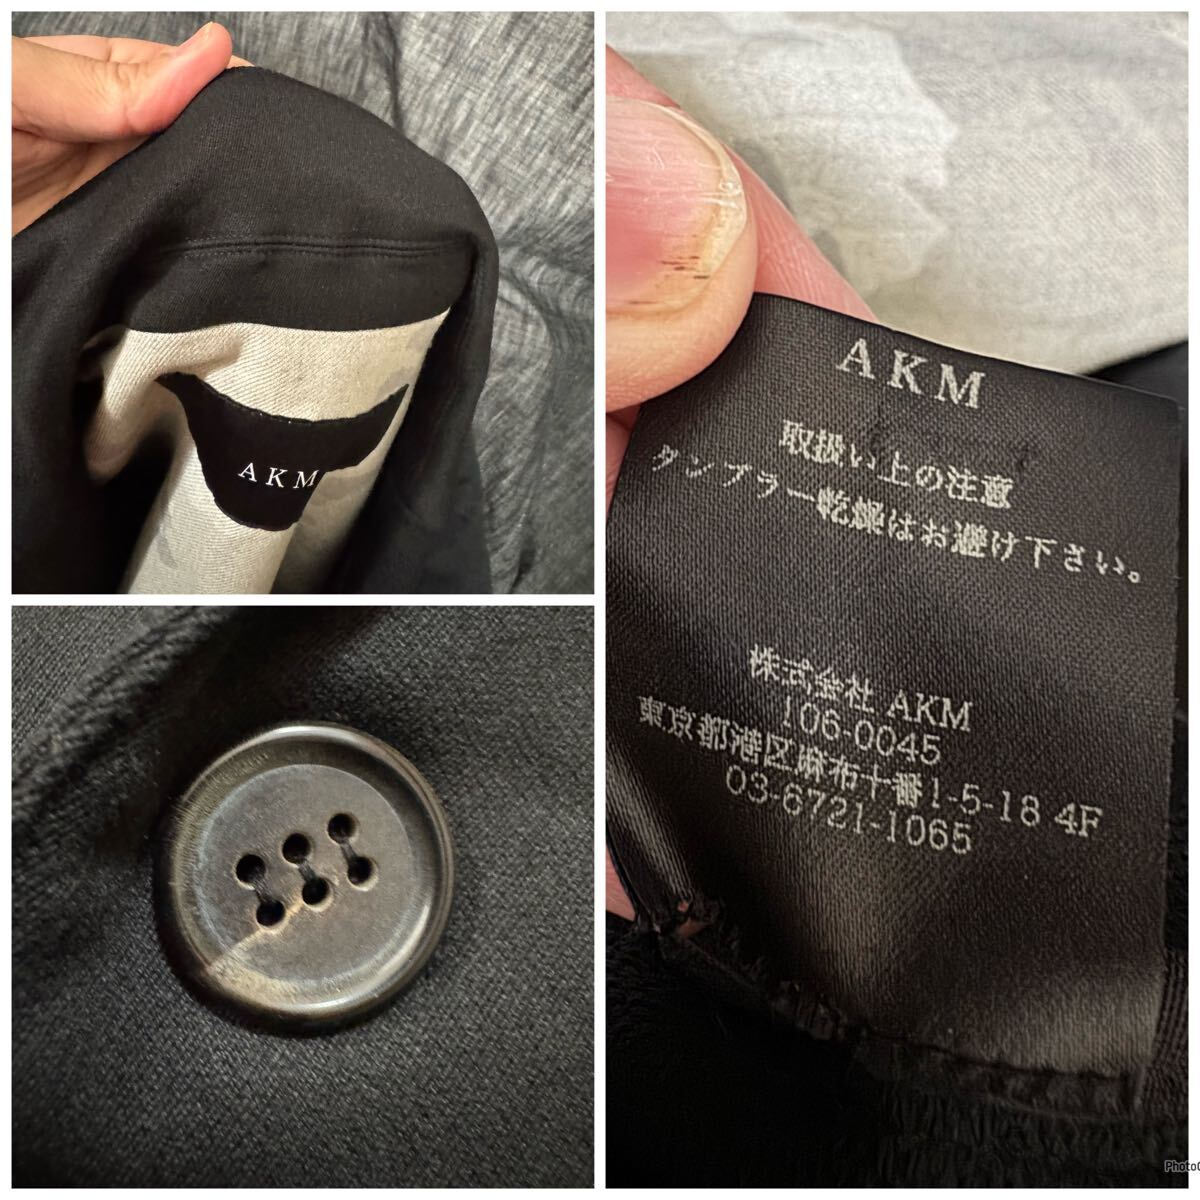 AKM
AKM
取扱い上の注意
タンブラー乾燥はお避け下さい。
株式会社 AKM
106-0045
東京都港区麻布十番1-5-18 4F
03-6721-1065